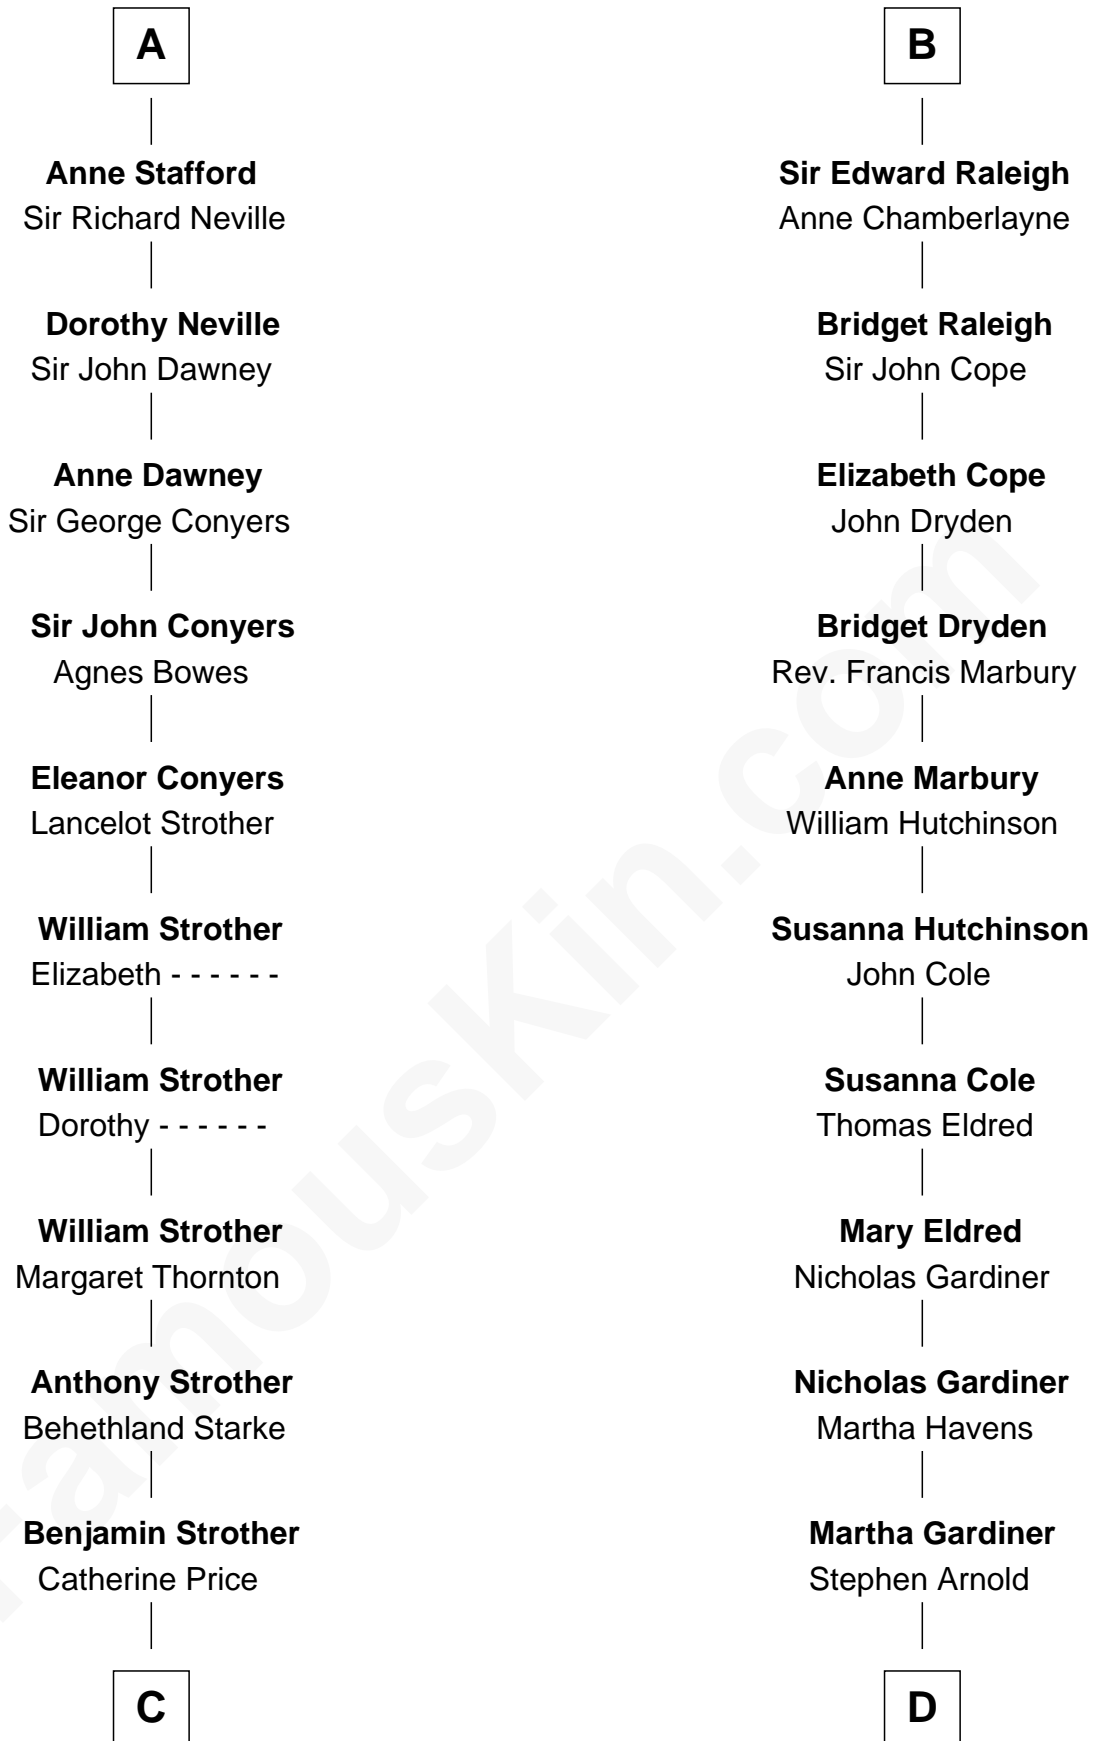 A
Anne Stafford
Sir Richard Neville
Dorothy Neville
Sir John Dawney
Anne Dawney
Sir George Conyers
Sir John Conyers
Agnes Bowes
Eleanor Conyers
Lancelot Strother
William Strother
Elizabeth - - - - - -
William Strother
Dorothy - - - - - -
William Strother
Margaret Thornton
Anthony Strother
Behethland Starke
Benjamin Strother
Catherine Price
C
B
Sir Edward Raleigh
Anne Chamberlayne
Bridget Raleigh
Sir John Cope
Elizabeth Cope
John Dryden
Bridget Dryden
Rev. Francis Marbury
Anne Marbury
William Hutchinson
Susanna Hutchinson
John Cole
Susanna Cole
Thomas Eldred
Mary Eldred
Nicholas Gardiner
Nicholas Gardiner
Martha Havens
Martha Gardiner
Stephen Arnold
D
FamousKin.com